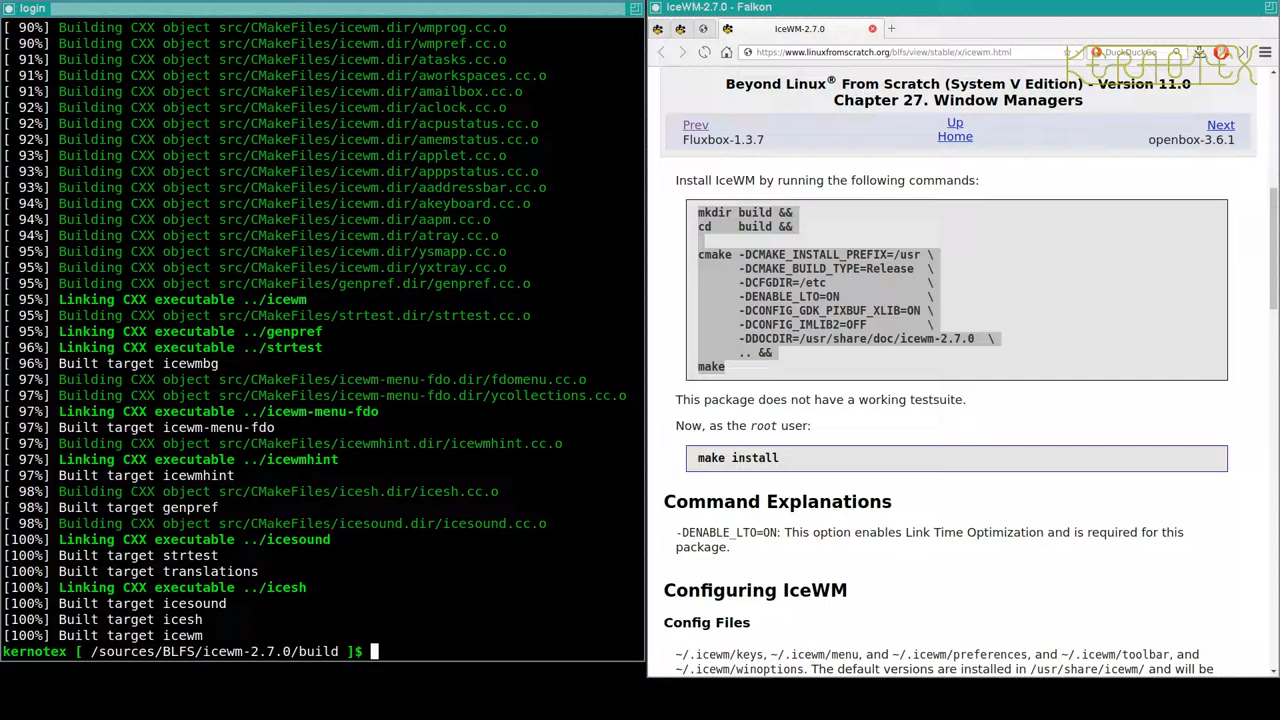 login
[ 90%] Building CXX object src/CMakeFiles/icewm.dir/wmprog.cc.o
[ 90%] Building CXX object src/CMakeFiles/icewm.dir/wmpref.cc.o
[ 91%] Building CXX object src/CMakeFiles/icewm.dir/atasks.cc.o
[ 91%] Building CXX object src/CMakeFiles/icewm.dir/aworkspaces.cc.o
[ 91%] Building CXX object src/CMakeFiles/icewm.dir/amailbox.cc.o
[ 92%] Building CXX object src/CMakeFiles/icewm.dir/aclock.cc.o
[ 92%] Building CXX object src/CMakeFiles/icewm.dir/acpustatus.cc.o
[ 92%] Building CXX object src/CMakeFiles/icewm.dir/amemstatus.cc.o
[ 93%] Building CXX object src/CMakeFiles/icewm.dir/applet.cc.o
[ 93%] Building CXX object src/CMakeFiles/icewm.dir/apppstatus.cc.o
[ 93%] Building CXX object src/CMakeFiles/icewm.dir/aaddressbar.cc.o
[ 94%] Building CXX object src/CMakeFiles/icewm.dir/akeyboard.cc.o
[ 94%] Building CXX object src/CMakeFiles/icewm.dir/aapm.cc.o
[ 94%] Building CXX object src/CMakeFiles/icewm.dir/atray.cc.o
[ 95%] Building CXX object src/CMakeFiles/icewm.dir/ysmapp.cc.o
[ 95%] Building CXX object src/CMakeFiles/icewm.dir/yxtray.cc.o
[ 95%] Building CXX object src/CMakeFiles/genpref.dir/genpref.cc.o
[ 95%] Linking CXX executable ../icewm
[ 95%] Building CXX object src/CMakeFiles/strtest.dir/strtest.cc.o
[ 95%] Linking CXX executable ../genpref
[ 96%] Linking CXX executable ../strtest
[ 96%] Built target icewmbg
[ 97%] Building CXX object src/CMakeFiles/icewm-menu-fdo.dir/fdomenu.cc.o
[ 97%] Building CXX object src/CMakeFiles/icewm-menu-fdo.dir/ycollections.cc.o
[ 97%] Linking CXX executable ../icewm-menu-fdo
[ 97%] Built target icewm-menu-fdo
[ 97%] Building CXX object src/CMakeFiles/icewmhint.dir/icewmhint.cc.o
[ 97%] Linking CXX executable ../icewmhint
[ 97%] Built target icewmhint
[ 98%] Building CXX object src/CMakeFiles/icesh.dir/icesh.cc.o
[ 98%] Built target genpref
[ 98%] Building CXX object src/CMakeFiles/icesound.dir/icesound.cc.o
[100%] Linking CXX executable ../icesound
[100%] Built target strtest
[100%] Built target translations
[100%] Linking CXX executable ../icesh
[100%] Built target icesound
[100%] Built target icesh
[100%] Built target icewm
kernotex [ /sources/BLFS/icewm-2.7.0/build ]$
IceWM-2.7.0 - Falkon
IceWM-2.7.0
https://www.linuxfromscratch.org/blfs/view/stable/x/icewm.html
DuckDuckGo
KERNOTEX
Beyond Linux® From Scratch (System V Edition) - Version 11.0
Chapter 27. Window Managers
Prev Up Next
Fluxbox-1.3.7 Home openbox-3.6.1
Install IceWM by running the following commands:
mkdir build &&
cd    build &&
cmake -DCMAKE_INSTALL_PREFIX=/usr \
-DCMAKE_BUILD_TYPE=Release  \
-DCFGDIR=/etc               \
-DENABLE_LTO=ON             \
-DCONFIG_GDK_PIXBUF_XLIB=ON \
-DCONFIG_IMLIB2=OFF         \
-DDOCDIR=/usr/share/doc/icewm-2.7.0  \
.. &&
make
This package does not have a working testsuite.
Now, as the root user:
make install
Command Explanations
-DENABLE_LTO=ON: This option enables Link Time Optimization and is required for this
package.
Configuring IceWM
Config Files
~/.icewm/keys, ~/.icewm/menu, and ~/.icewm/preferences, and ~/.icewm/toolbar, and
~/.icewm/winoptions. The default versions are installed in /usr/share/icewm/ and will be